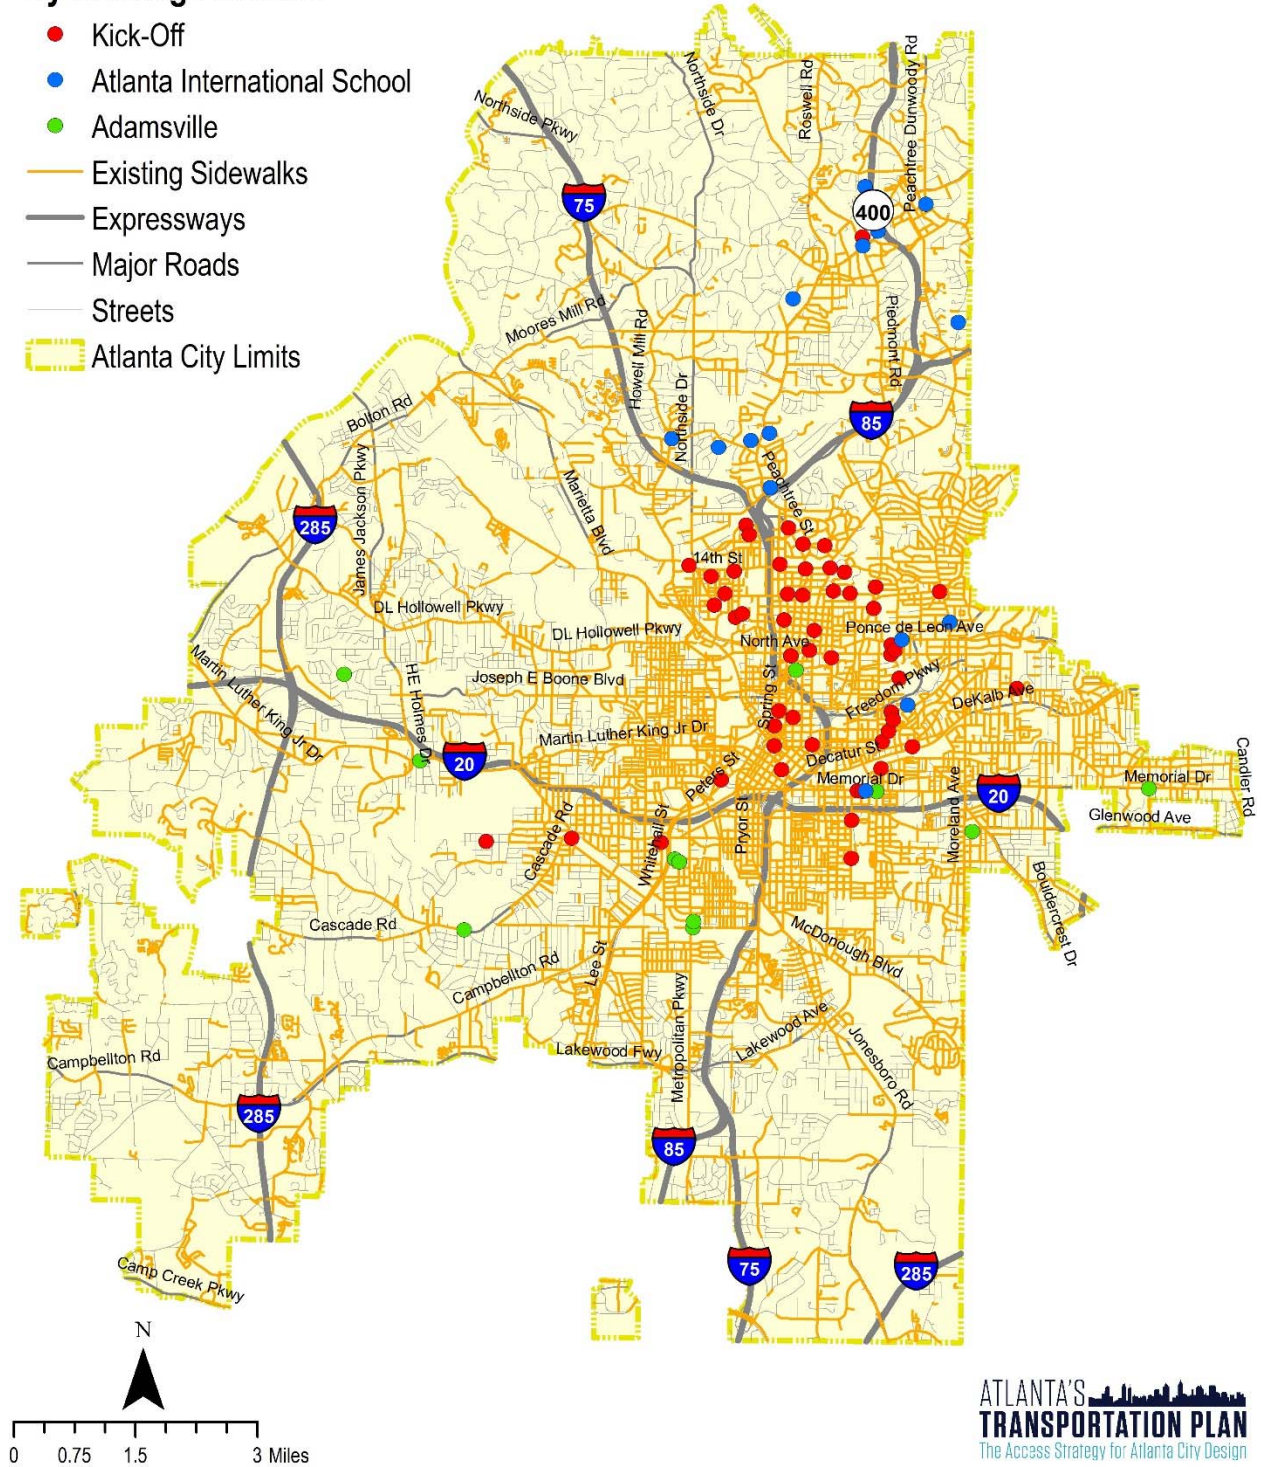 Kick-Off
Atlanta International School
Adamsville
Existing Sidewalks
Expressways
Major Roads
Streets
Atlanta City Limits
Northside Pkwy
Northside Dr
Roswell Rd
Peachtree Dunwoody Rd
75
400
Moores Mill Rd
Howell Mill Rd
Piedmont Rd
Northside Dr
85
Bolton Rd
James Jackson Pkwy
Marietta Blvd
Peachtree St
285
14th St
DL Hollowell Pkwy
DL Hollowell Pkwy
North Ave
Ponce de Leon Ave
Martin Luther King Jr Dr
HE Holmes Dr
Joseph E Boone Blvd
Spring St
Freedom Pkwy
DeKalb Ave
Martin Luther King Jr Dr
20
Peters St
Decatur St
Memorial Dr
Moreland Ave
20
Memorial Dr
Candler Rd
Glenwood Ave
Cascade Rd
Whitehall St
Pryor St
Bouldercrest Dr
Cascade Rd
Campbellton Rd
Lee St
McDonough Blvd
Metropolitan Pkwy
Lakewood Ave
Jonesboro Rd
Lakewood Fwy
Campbellton Rd
285
85
75
285
Camp Creek Pkwy
N
0 0.75 1.5 3 Miles
ATLANTA'S
TRANSPORTATION PLAN
The Access Strategy for Atlanta City Design